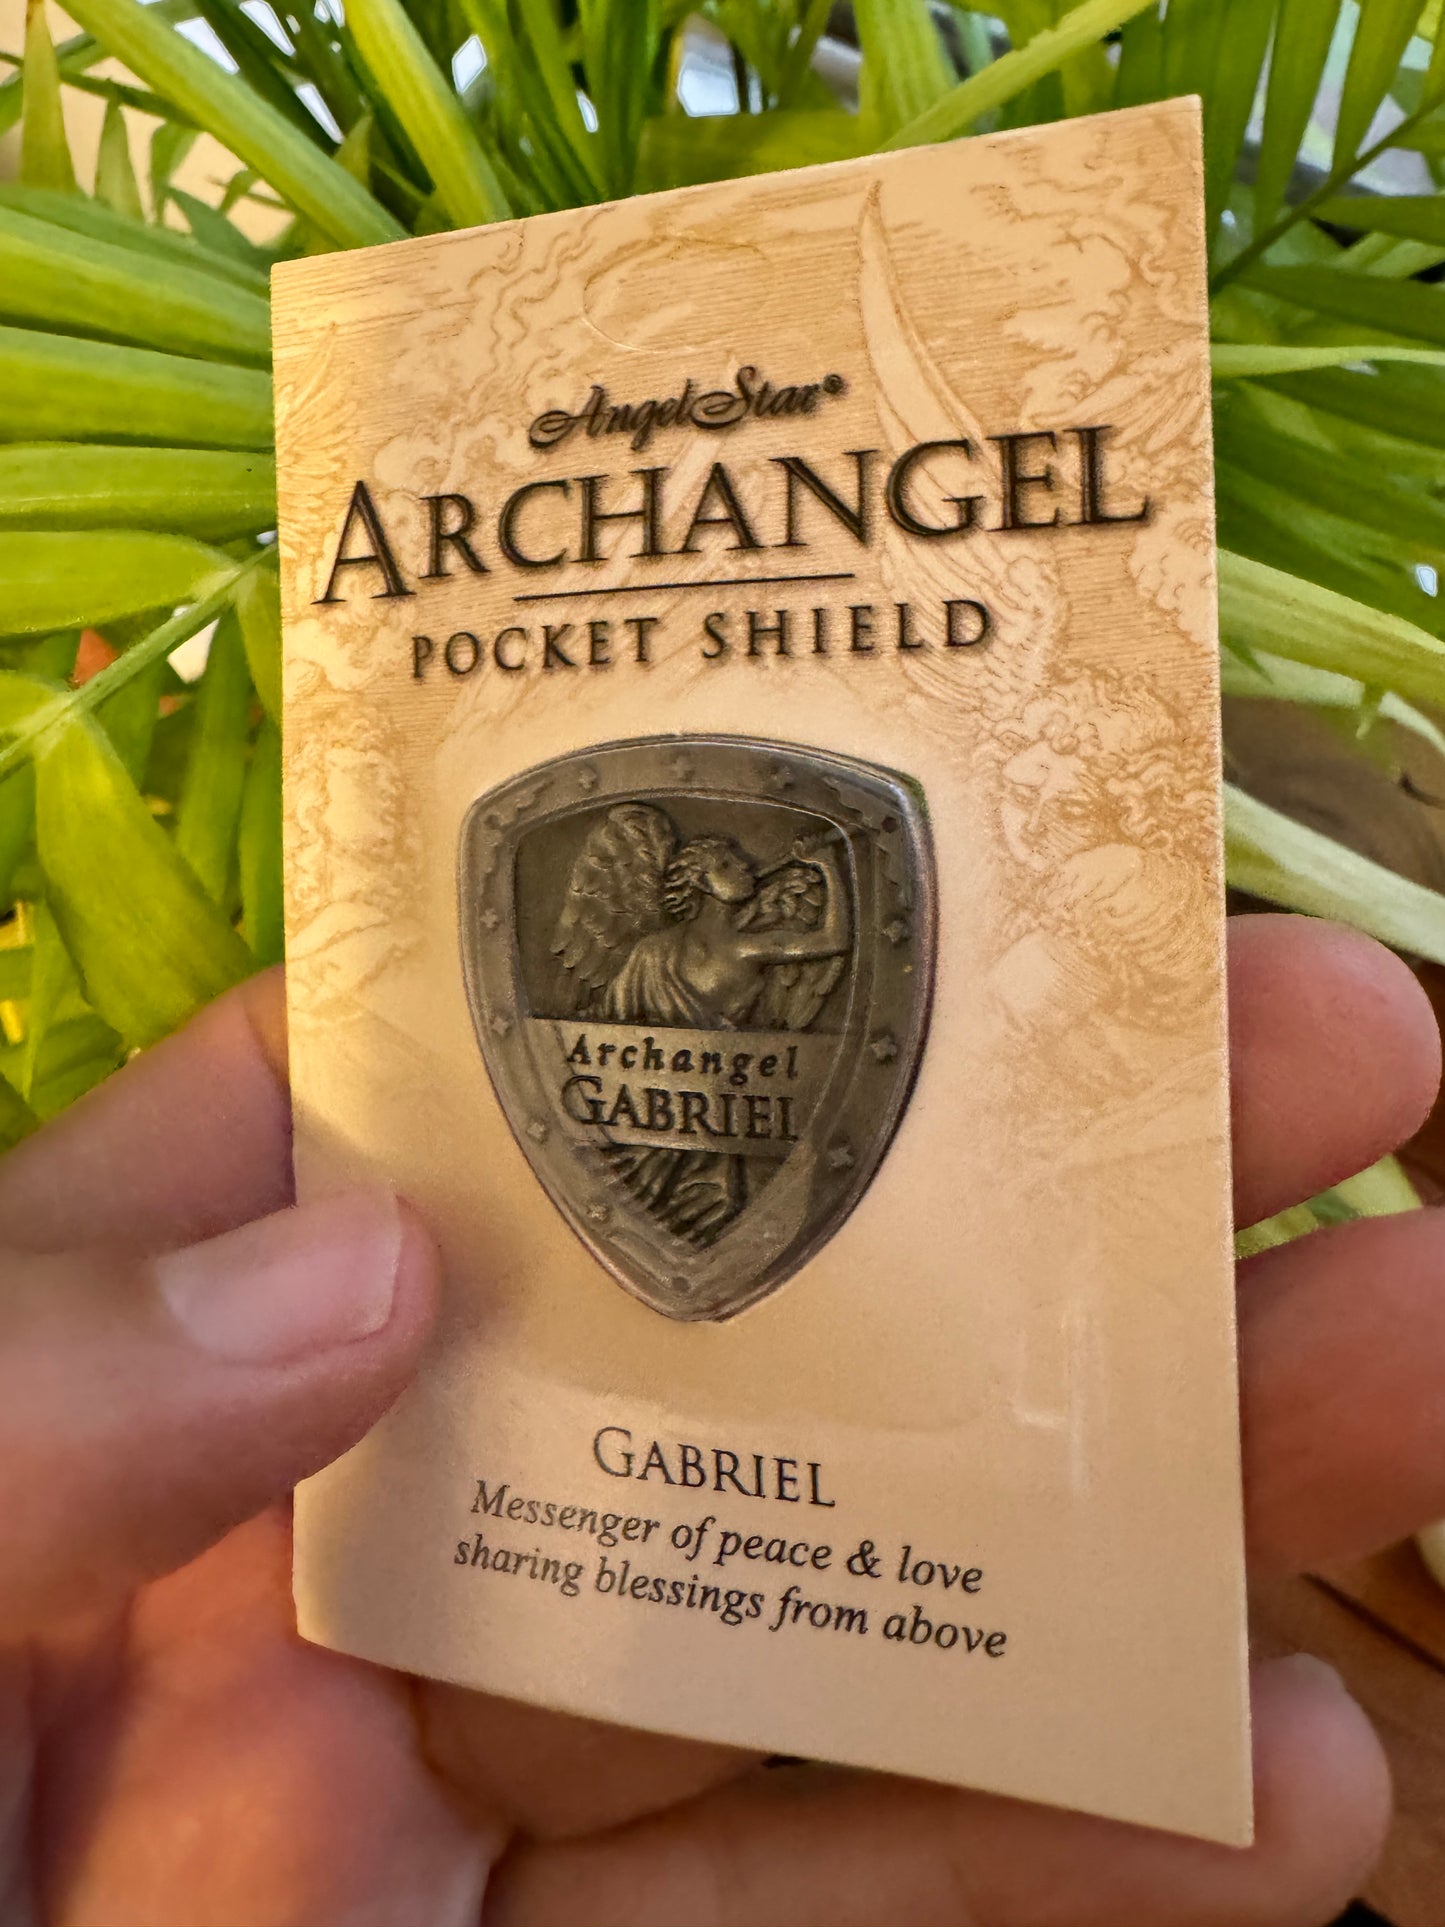 AngelStar®
ARCHANGEL
POCKET SHIELD
Archangel
GABRIEL
GABRIEL
Messenger of peace & love
sharing blessings from above